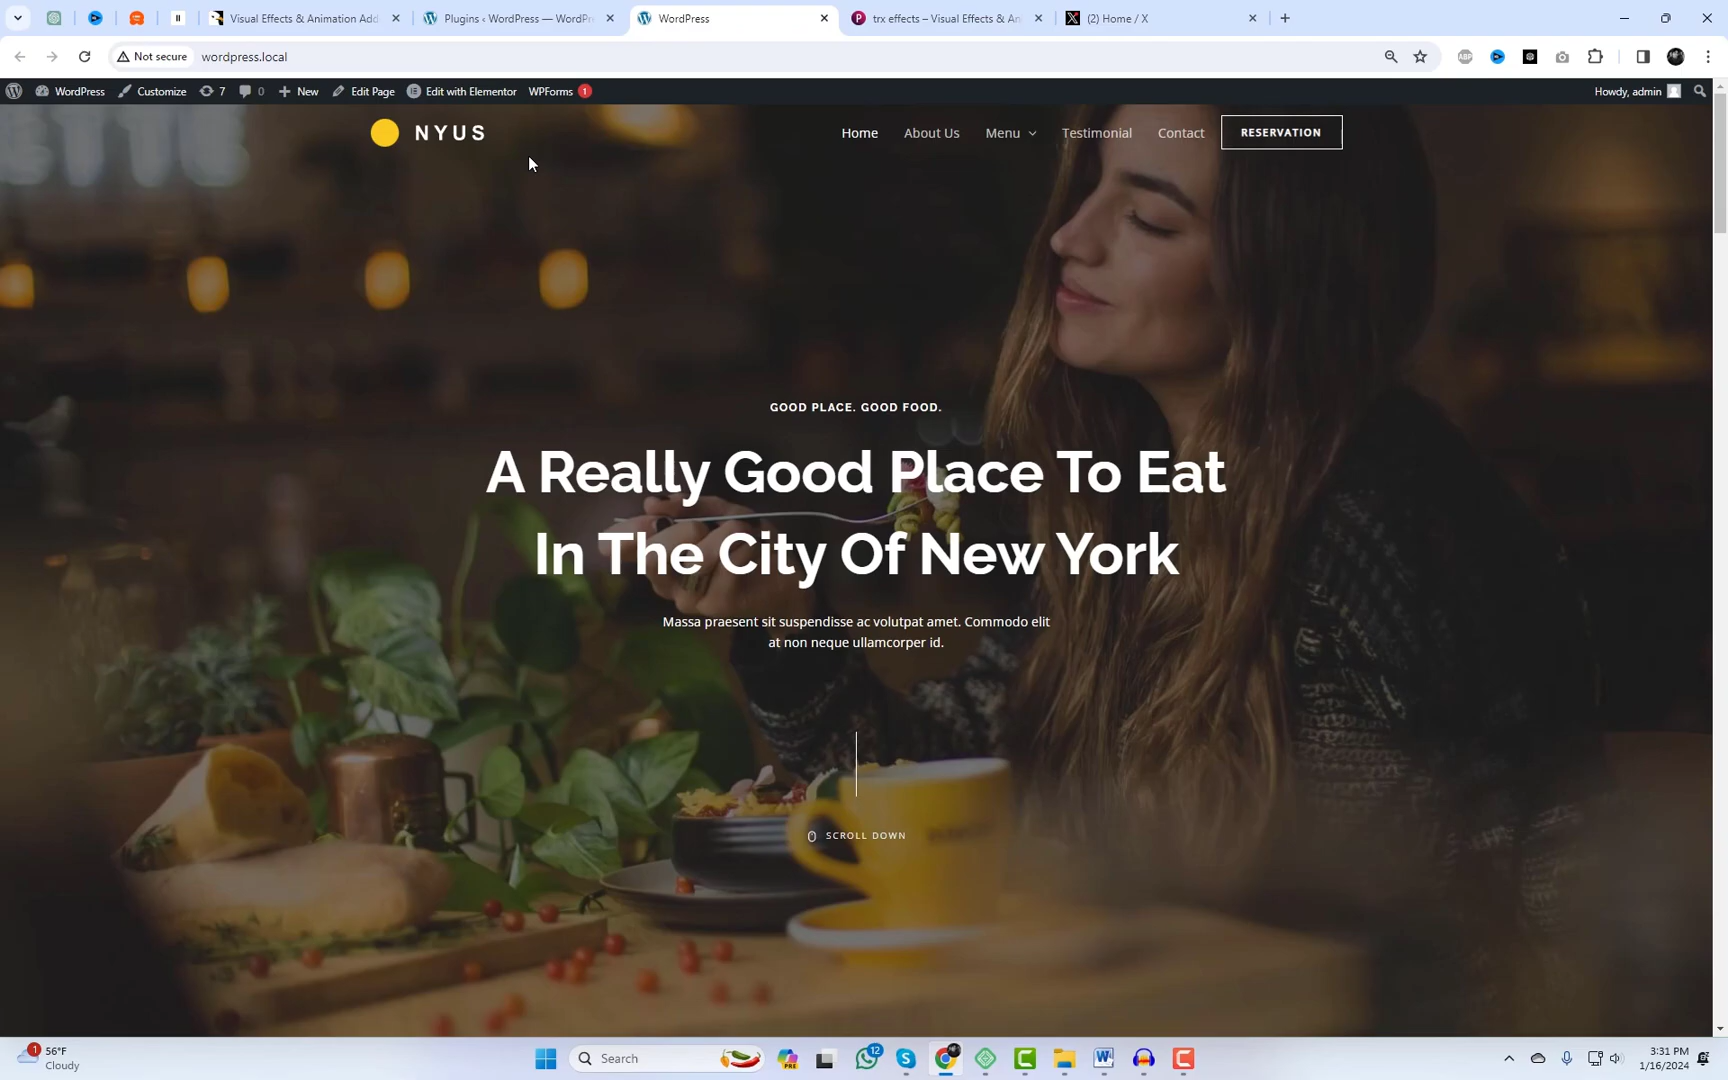 Visual Effects & Animation Add
Plugins ‹ WordPress — WordPr
WordPress
trx effects – Visual Effects & An
(2) Home / X
Not secure
wordpress.local
WordPress
Customize
7
0
New
Edit Page
Edit with Elementor
WPForms 1
Howdy, admin
NYUS
Home
About Us
Menu
Testimonial
Contact
RESERVATION
GOOD PLACE. GOOD FOOD.
A Really Good Place To Eat
In The City Of New York
Massa praesent sit suspendisse ac volutpat amet. Commodo elit
at non neque ullamcorper id.
SCROLL DOWN
1
56°F
Cloudy
Search
PRE
12
3:31 PM
1/16/2024